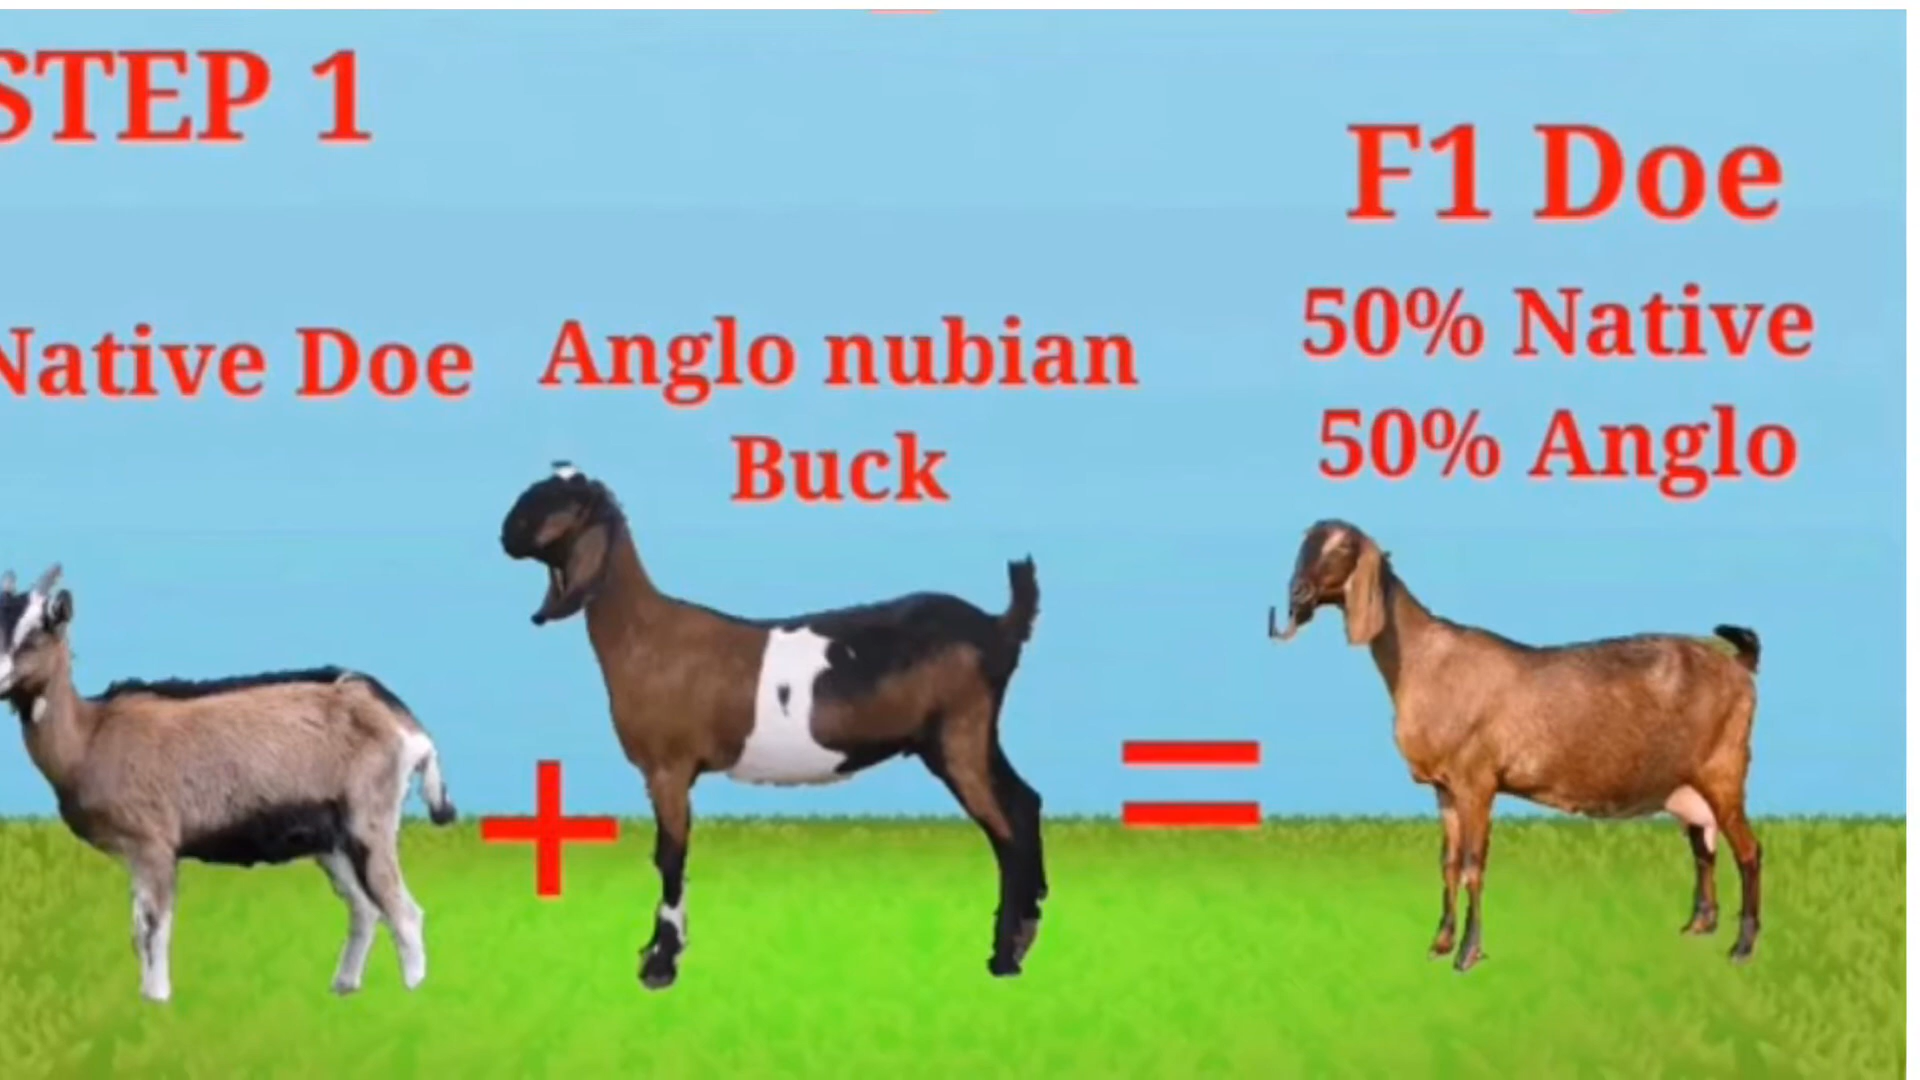 STEP 1
F1 Doe
50% Native
50% Anglo
Native Doe
Anglo nubian
Buck
+
=